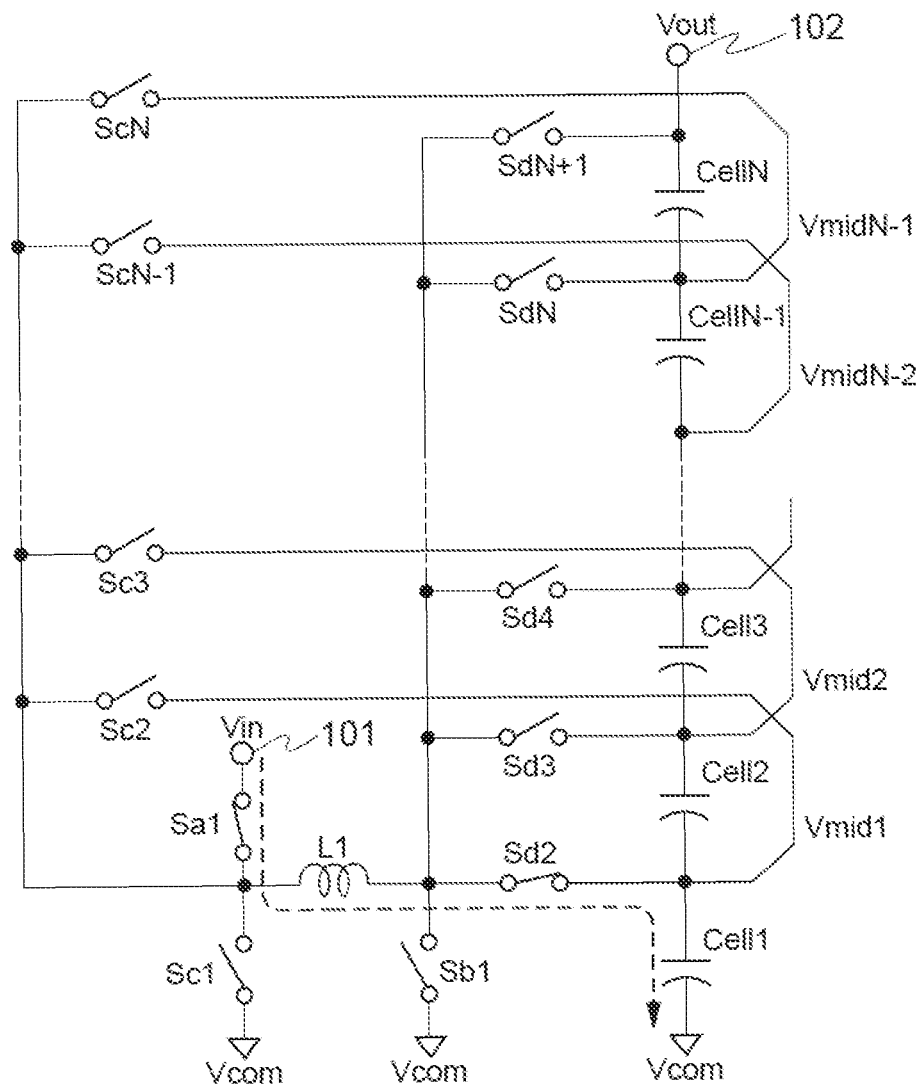 Vout
102
ScN
SdN+1
CellN
VmidN-1
ScN-1
SdN
CellN-1
VmidN-2
Sc3
Sd4
Cell3
Vmid2
Sc2
Vin
101
Sd3
Cell2
Sa1
Vmid1
L1
Sd2
Cell1
Sc1
Sb1
Vcom
Vcom
Vcom